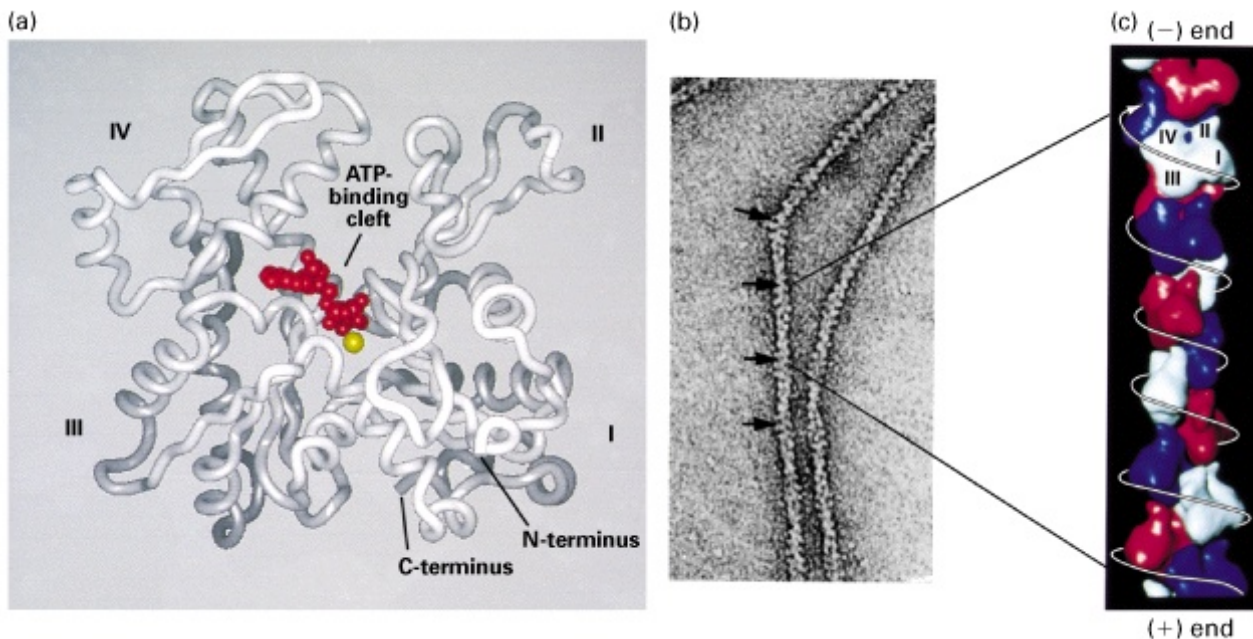 (a)
IV
II
ATP-
binding
cleft
III
I
N-terminus
C-terminus
(b)
(c)
(−) end
IV
II
I
III
(+) end